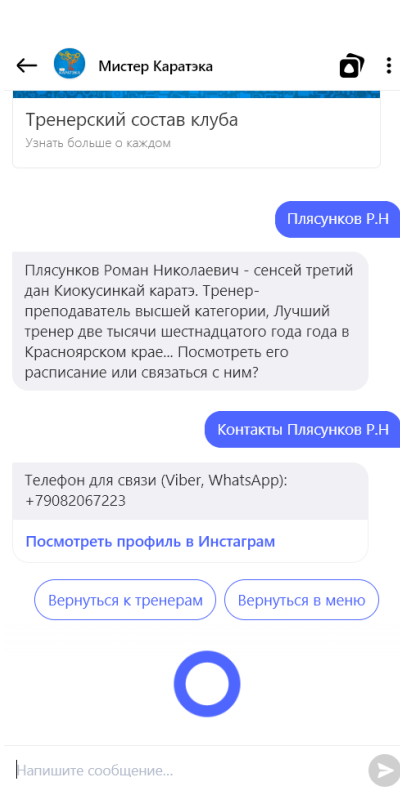 Мистер Каратэка
Тренерский состав клуба
Узнать больше о каждом
Плясунков Р.Н
Плясунков Роман Николаевич - сенсей третий
дан Киокусинкай каратэ. Тренер-
преподаватель высшей категории, Лучший
тренер две тысячи шестнадцатого года года в
Красноярском крае... Посмотреть его
расписание или связаться с ним?
Контакты Плясунков Р.Н
Телефон для связи (Viber, WhatsApp):
+79082067223
Посмотреть профиль в Инстаграм
Вернуться к тренерам
Вернуться в меню
Напишите сообщение...